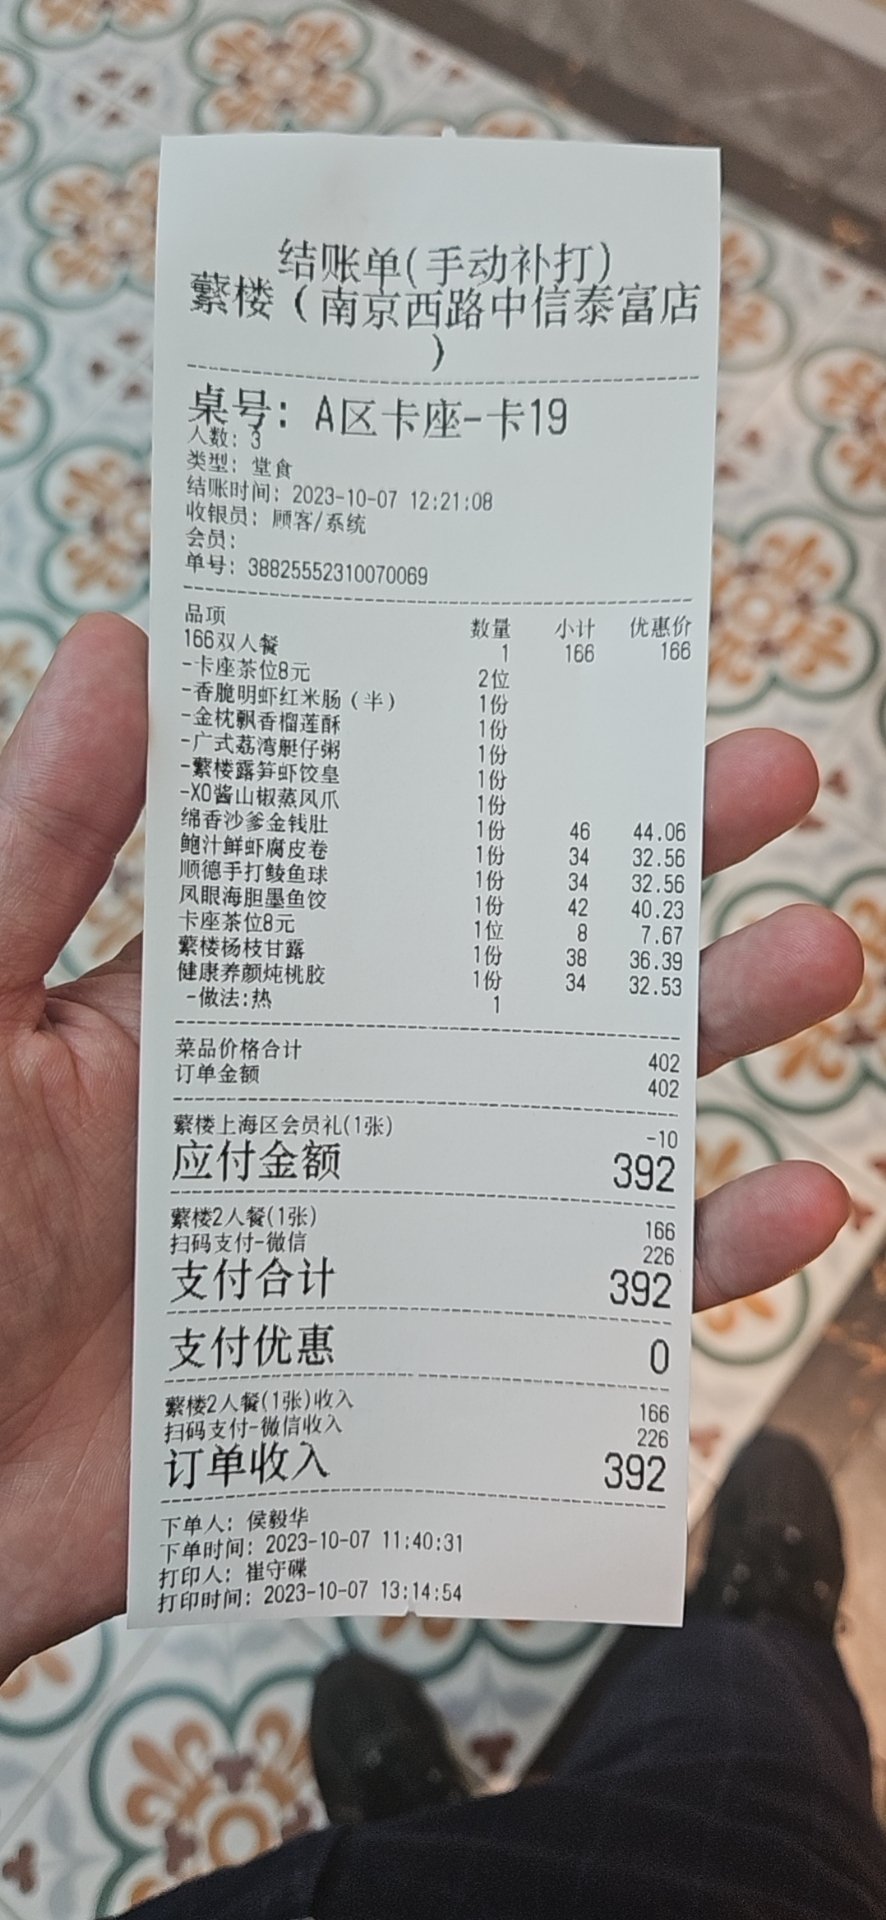 结账单(手动补打)
蘩楼（南京西路中信泰富店
）
桌号：A区卡座-卡19
人数：3
类型：堂食
结账时间：2023-10-07 12:21:08
收银员：顾客/系统
会员：
单号：38825552310070069
品项 数量 小计 优惠价
166双人餐 1 166 166
-卡座茶位8元 2位
-香脆明虾红米肠（半） 1份
-金枕飘香榴莲酥 1份
-广式荔湾艇仔粥 1份
-蘩楼露笋虾饺皇 1份
-XO酱山椒蒸凤爪 1份
绵香沙爹金钱肚 1份 46 44.06
鲍汁鲜虾腐皮卷 1份 34 32.56
顺德手打鲮鱼球 1份 34 32.56
凤眼海胆墨鱼饺 1份 42 40.23
卡座茶位8元 1位 8 7.67
蘩楼杨枝甘露 1份 38 36.39
健康养颜炖桃胶 1份 34 32.53
-做法:热 1
菜品价格合计 402
订单金额 402
蘩楼上海区会员礼(1张) -10
应付金额 392
蘩楼2人餐(1张) 166
扫码支付-微信 226
支付合计 392
支付优惠 0
蘩楼2人餐(1张)收入 166
扫码支付-微信收入 226
订单收入 392
下单人：侯毅华
下单时间：2023-10-07 11:40:31
打印人：崔守碟
打印时间：2023-10-07 13:14:54